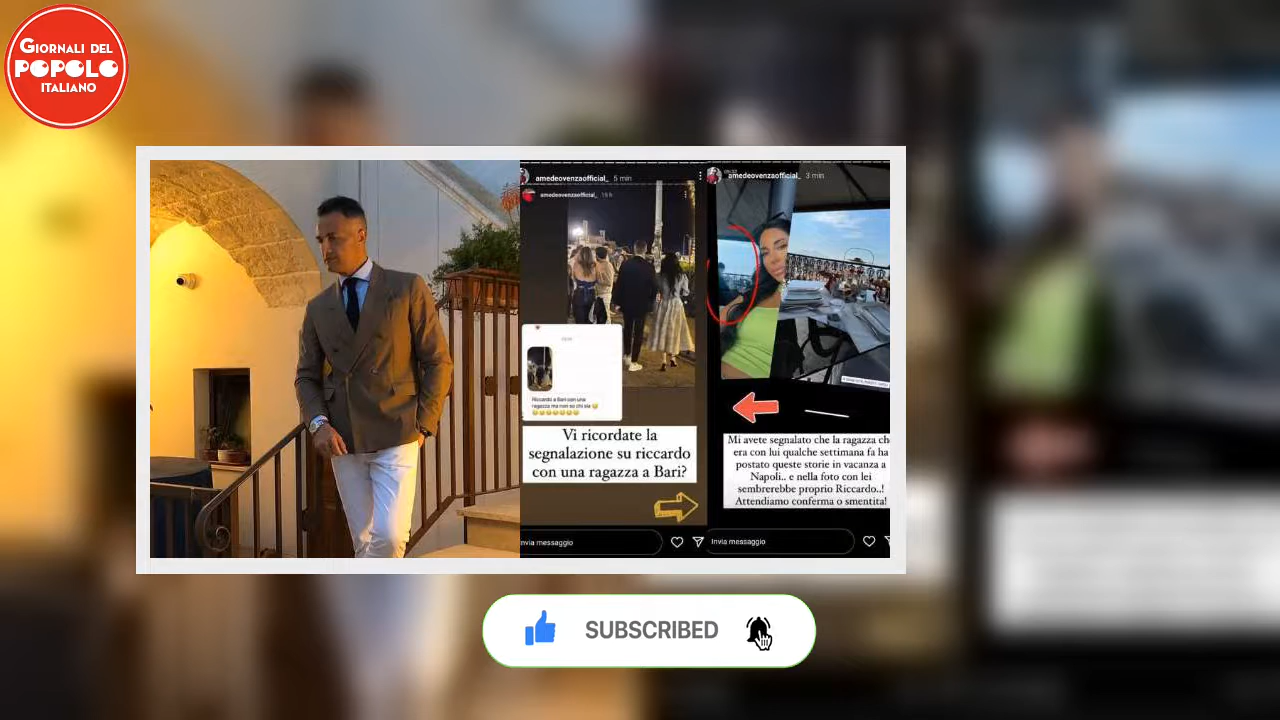 GIORNALI DEL
POPOLO
ITALIANO
amedeovenzaofficial_ 5 min
amedeovenzaofficial_ 19 h
Riccardo a Bari con una
ragazza ma non so chi sia
Vi ricordate la
segnalazione su riccardo
con una ragazza a Bari?
nvia messaggio
amedeovenzaofficial_ 3 min
Mi avete segnalato che la ragazza ch
era con lui qualche settimana fa ha
postato queste storie in vacanza a
Napoli.. e nella foto con lei
sembrerebbe proprio Riccardo..!
Attendiamo conferma o smentita!
Invia messaggio
SUBSCRIBED